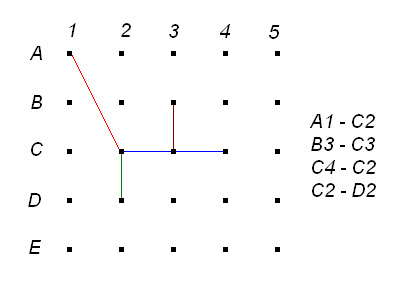 1 2 3 4 5
A
B
C
D
E
A1 - C2
B3 - C3
C4 - C2
C2 - D2